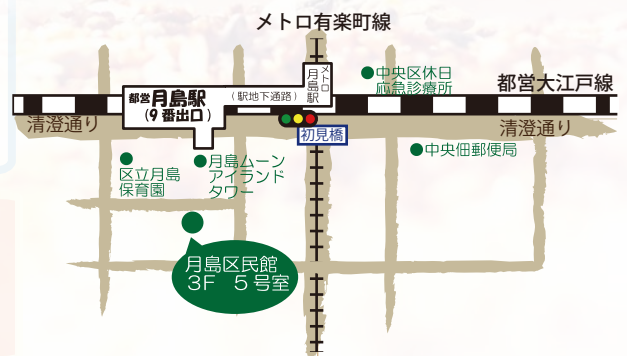 メトロ有楽町線
中央区休日
応急診療所
都営大江戸線
都営月島駅
(9番出口)
(駅地下通路)
メトロ
月島駅
清澄通り
清澄通り
初見橋
中央佃郵便局
区立月島
保育園
月島ムーン
アイランド
タワー
月島区民館
3F 5号室